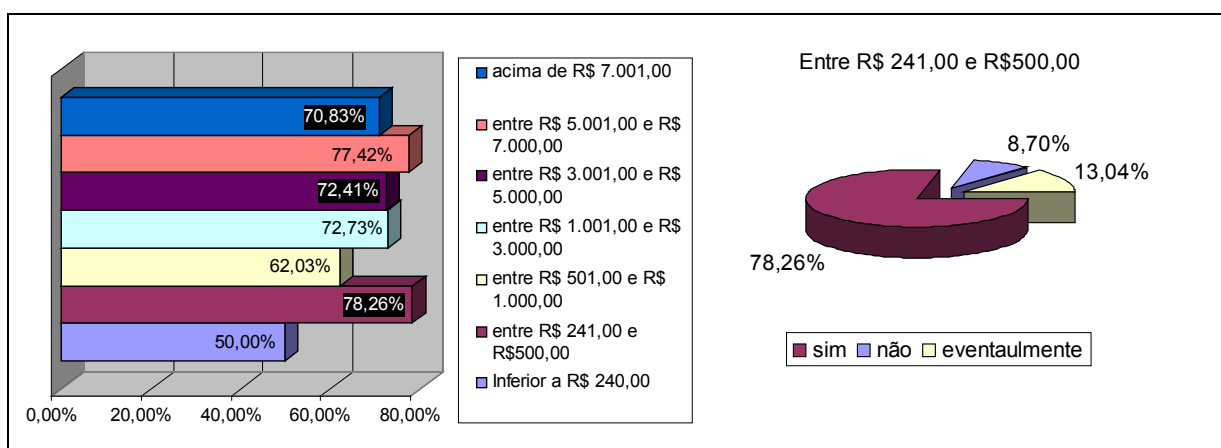 70,83%
77,42%
72,41%
72,73%
62,03%
78,26%
50,00%
0,00% 20,00% 40,00% 60,00% 80,00%
acima de R$ 7.001,00
entre R$ 5.001,00 e R$
7.000,00
entre R$ 3.001,00 e R$
5.000,00
entre R$ 1.001,00 e R$
3.000,00
entre R$ 501,00 e R$
1.000,00
entre R$ 241,00 e
R$500,00
Inferior a R$ 240,00
Entre R$ 241,00 e R$500,00
8,70%
13,04%
78,26%
sim não eventaulmente